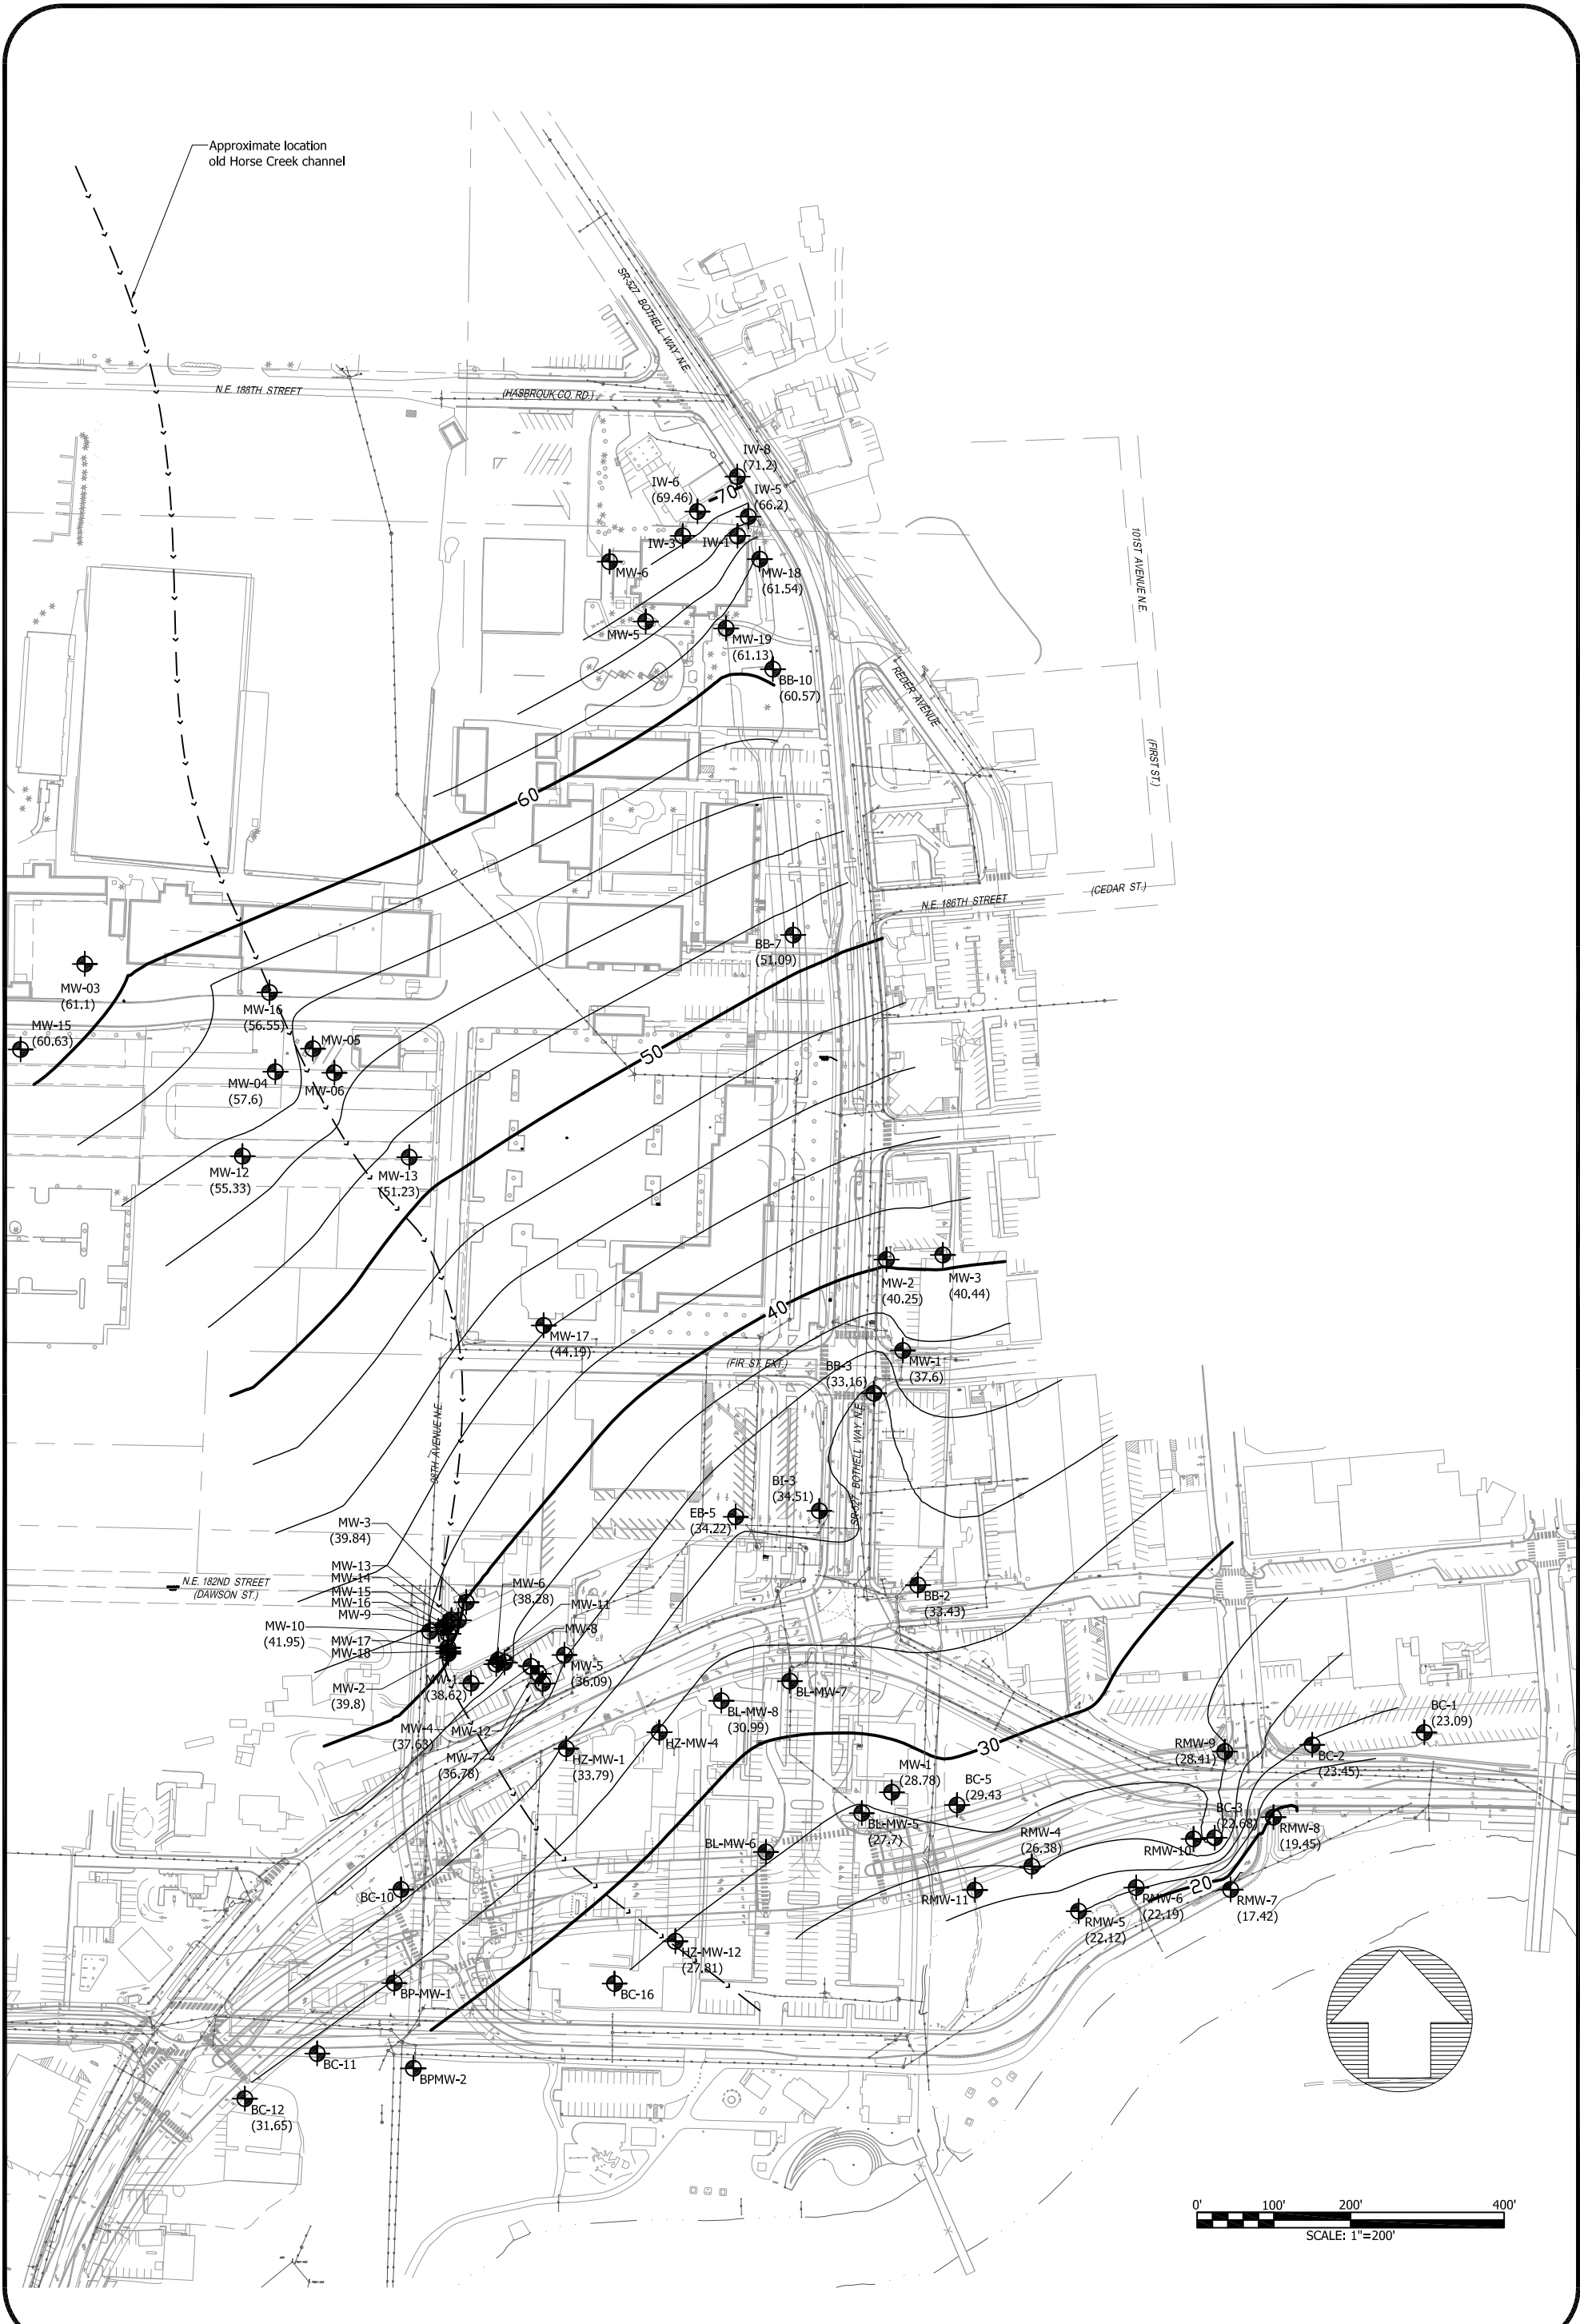 Approximate location
old Horse Creek channel
SR-527 BOTHELL WAY N.E.
N.E. 188TH STREET
(HASBROUK CO. RD.)
IW-8
(71.2)
IW-6
(69.46)
70
IW-5
(66.2)
IW-3
IW-1
MW-6
MW-18
(61.54)
101ST AVENUE N.E.
MW-5
MW-19
(61.13)
BB-10
(60.57)
REDER AVENUE
(FIRST ST.)
60
N.E. 186TH STREET
(CEDAR ST.)
BB-7
(51.09)
MW-03
(61.1)
MW-16
(56.55)
MW-15
(60.63)
MW-05
50
MW-04
(57.6)
MW-06
MW-12
(55.33)
MW-13
(51.23)
MW-2
(40.25)
MW-3
(40.44)
40
MW-17
(44.19)
(FIR ST. EXT.)
MW-1
(37.6)
BB-3
(33.16)
98TH AVENUE N.E.
SR-527 BOTHELL WAY N.E.
BI-3
(34.51)
EB-5
(34.22)
MW-3
(39.84)
MW-13
MW-14
MW-15
MW-16
MW-9
N.E. 182ND STREET
(DAWSON ST.)
MW-6
(38.28)
MW-11
BB-2
(33.43)
MW-10
(41.95)
MW-17
MW-18
MW-8
MW-5
(36.09)
MW-2
(39.8)
MW-1
(38.62)
BL-MW-7
BL-MW-8
(30.99)
MW-4
(37.63)
MW-12
MW-7
(36.78)
HZ-MW-1
(33.79)
HZ-MW-4
30
BC-1
(23.09)
RMW-9
(28.41)
BC-2
(23.45)
MW-1
(28.78)
BC-5
(29.43
BL-MW-5
(27.7)
BC-3
(22.68)
RMW-8
(19.45)
BL-MW-6
RMW-4
(26.38)
RMW-10
BC-10
RMW-11
RMW-6
(22.19)
20
RMW-7
(17.42)
RMW-5
(22.12)
HZ-MW-12
(27.81)
BP-MW-1
BC-16
BC-11
BPMW-2
BC-12
(31.65)
0' 100' 200' 400'
SCALE: 1"=200'